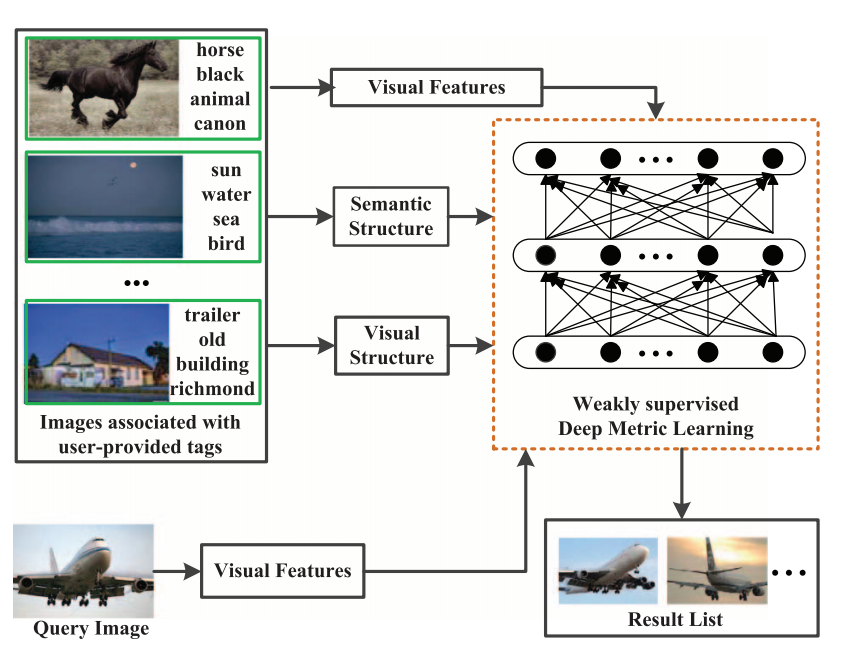 horse
black
animal
canon
sun
water
sea
bird
...
trailer
old
building
richmond
Images associated with
user-provided tags
Visual Features
Semantic
Structure
Visual
Structure
Weakly supervised
Deep Metric Learning
Query Image
Visual Features
Result List